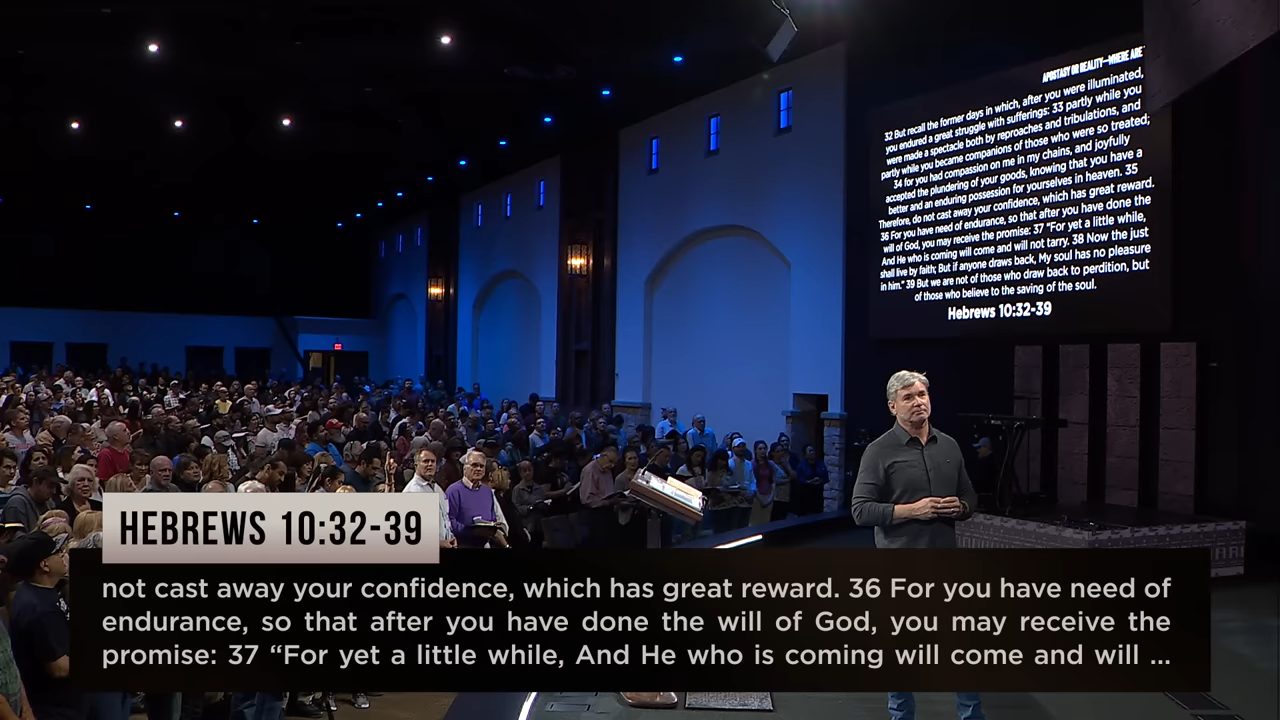 APOSTASY OR REALITY—WHERE ARE
32 But recall the former days in which, after you were illuminated,
you endured a great struggle with sufferings: 33 partly while you
were made a spectacle both by reproaches and tribulations, and
partly while you became companions of those who were so treated;
34 for you had compassion on me in my chains, and joyfully
accepted the plundering of your goods, knowing that you have a
better and an enduring possession for yourselves in heaven. 35
Therefore, do not cast away your confidence, which has great reward.
36 For you have need of endurance, so that after you have done the
will of God, you may receive the promise: 37 "For yet a little while,
And He who is coming will come and will not tarry. 38 Now the just
shall live by faith; But if anyone draws back, My soul has no pleasure
in him." 39 But we are not of those who draw back to perdition, but
of those who believe to the saving of the soul.
Hebrews 10:32-39
HEBREWS 10:32-39
not cast away your confidence, which has great reward. 36 For you have need of
endurance, so that after you have done the will of God, you may receive the
promise: 37 “For yet a little while, And He who is coming will come and will ...